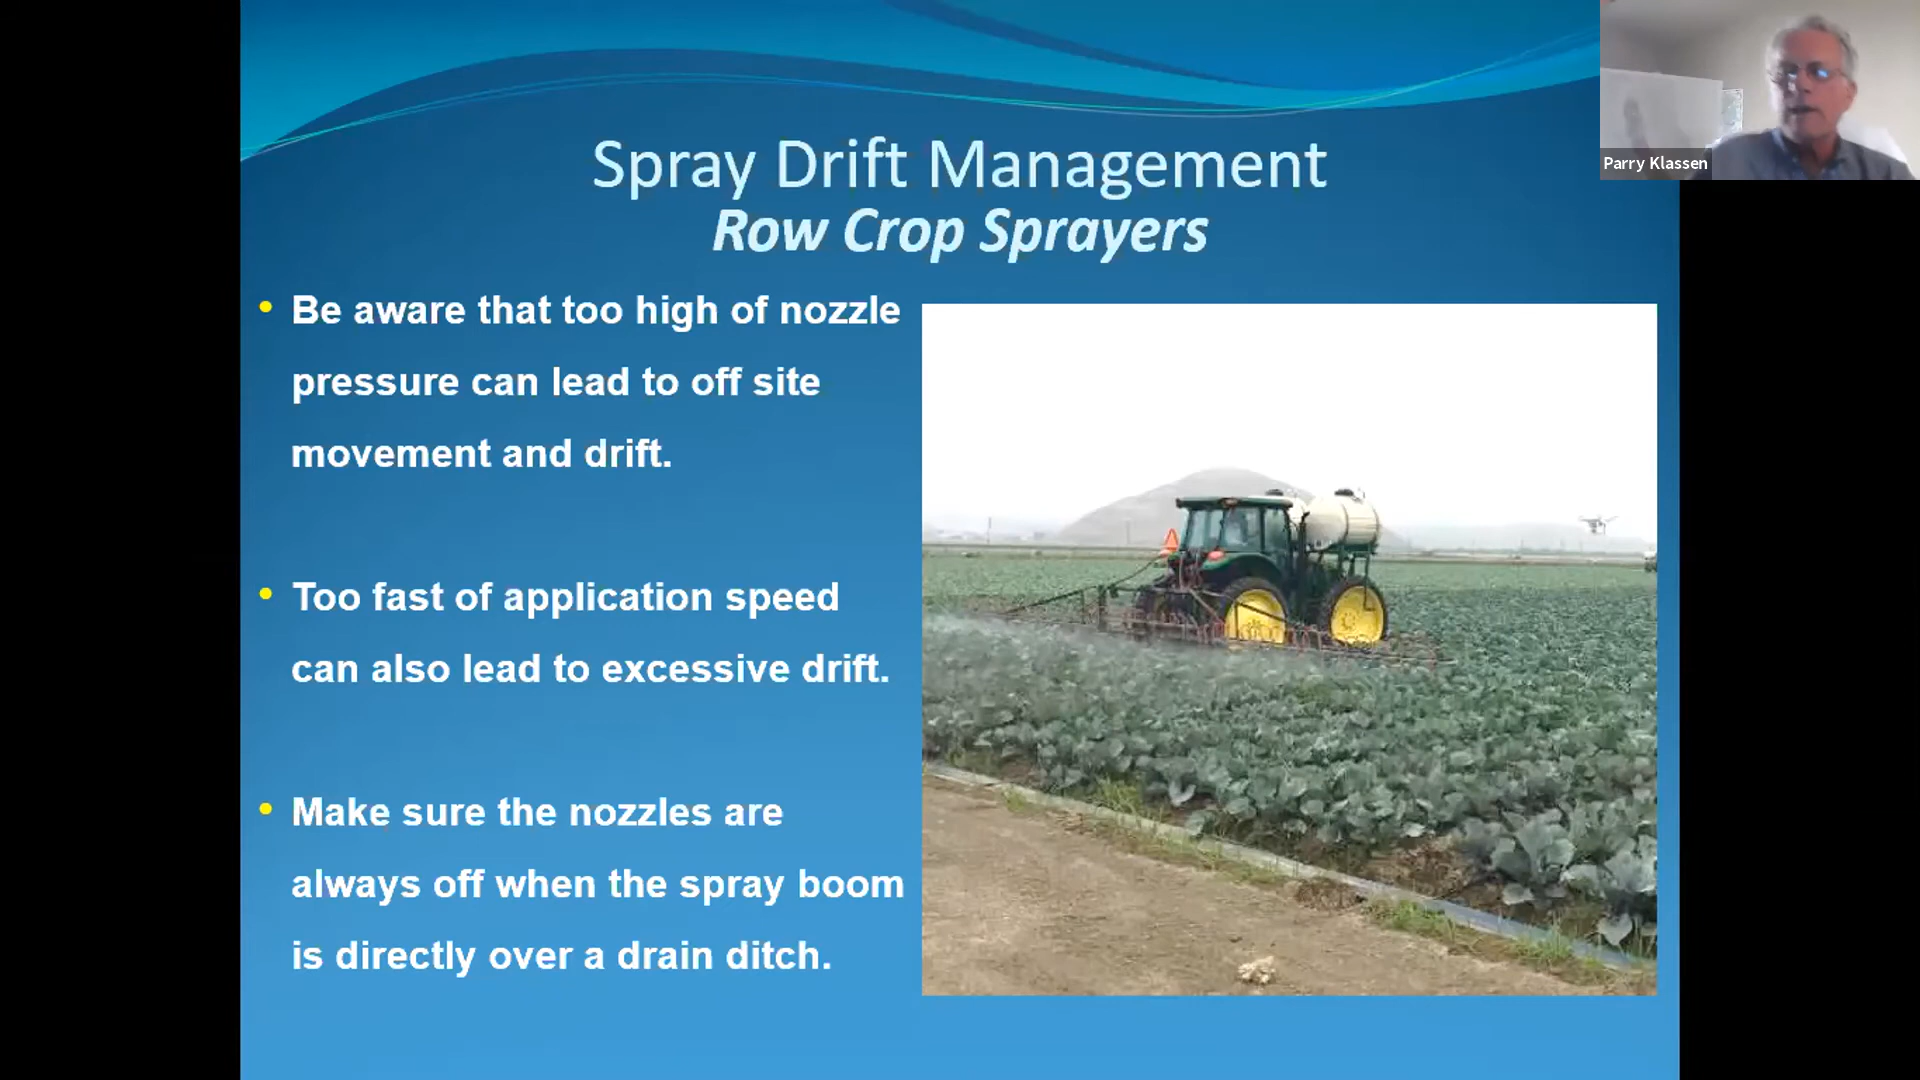 Parry Klassen
Spray Drift Management
Row Crop Sprayers
• Be aware that too high of nozzle
pressure can lead to off site
movement and drift.
• Too fast of application speed
can also lead to excessive drift.
• Make sure the nozzles are
always off when the spray boom
is directly over a drain ditch.